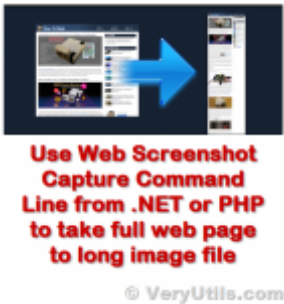 Use Web Screenshot
Capture Command
Line from .NET or PHP
to take full web page
to long image file
© VeryUtils.com